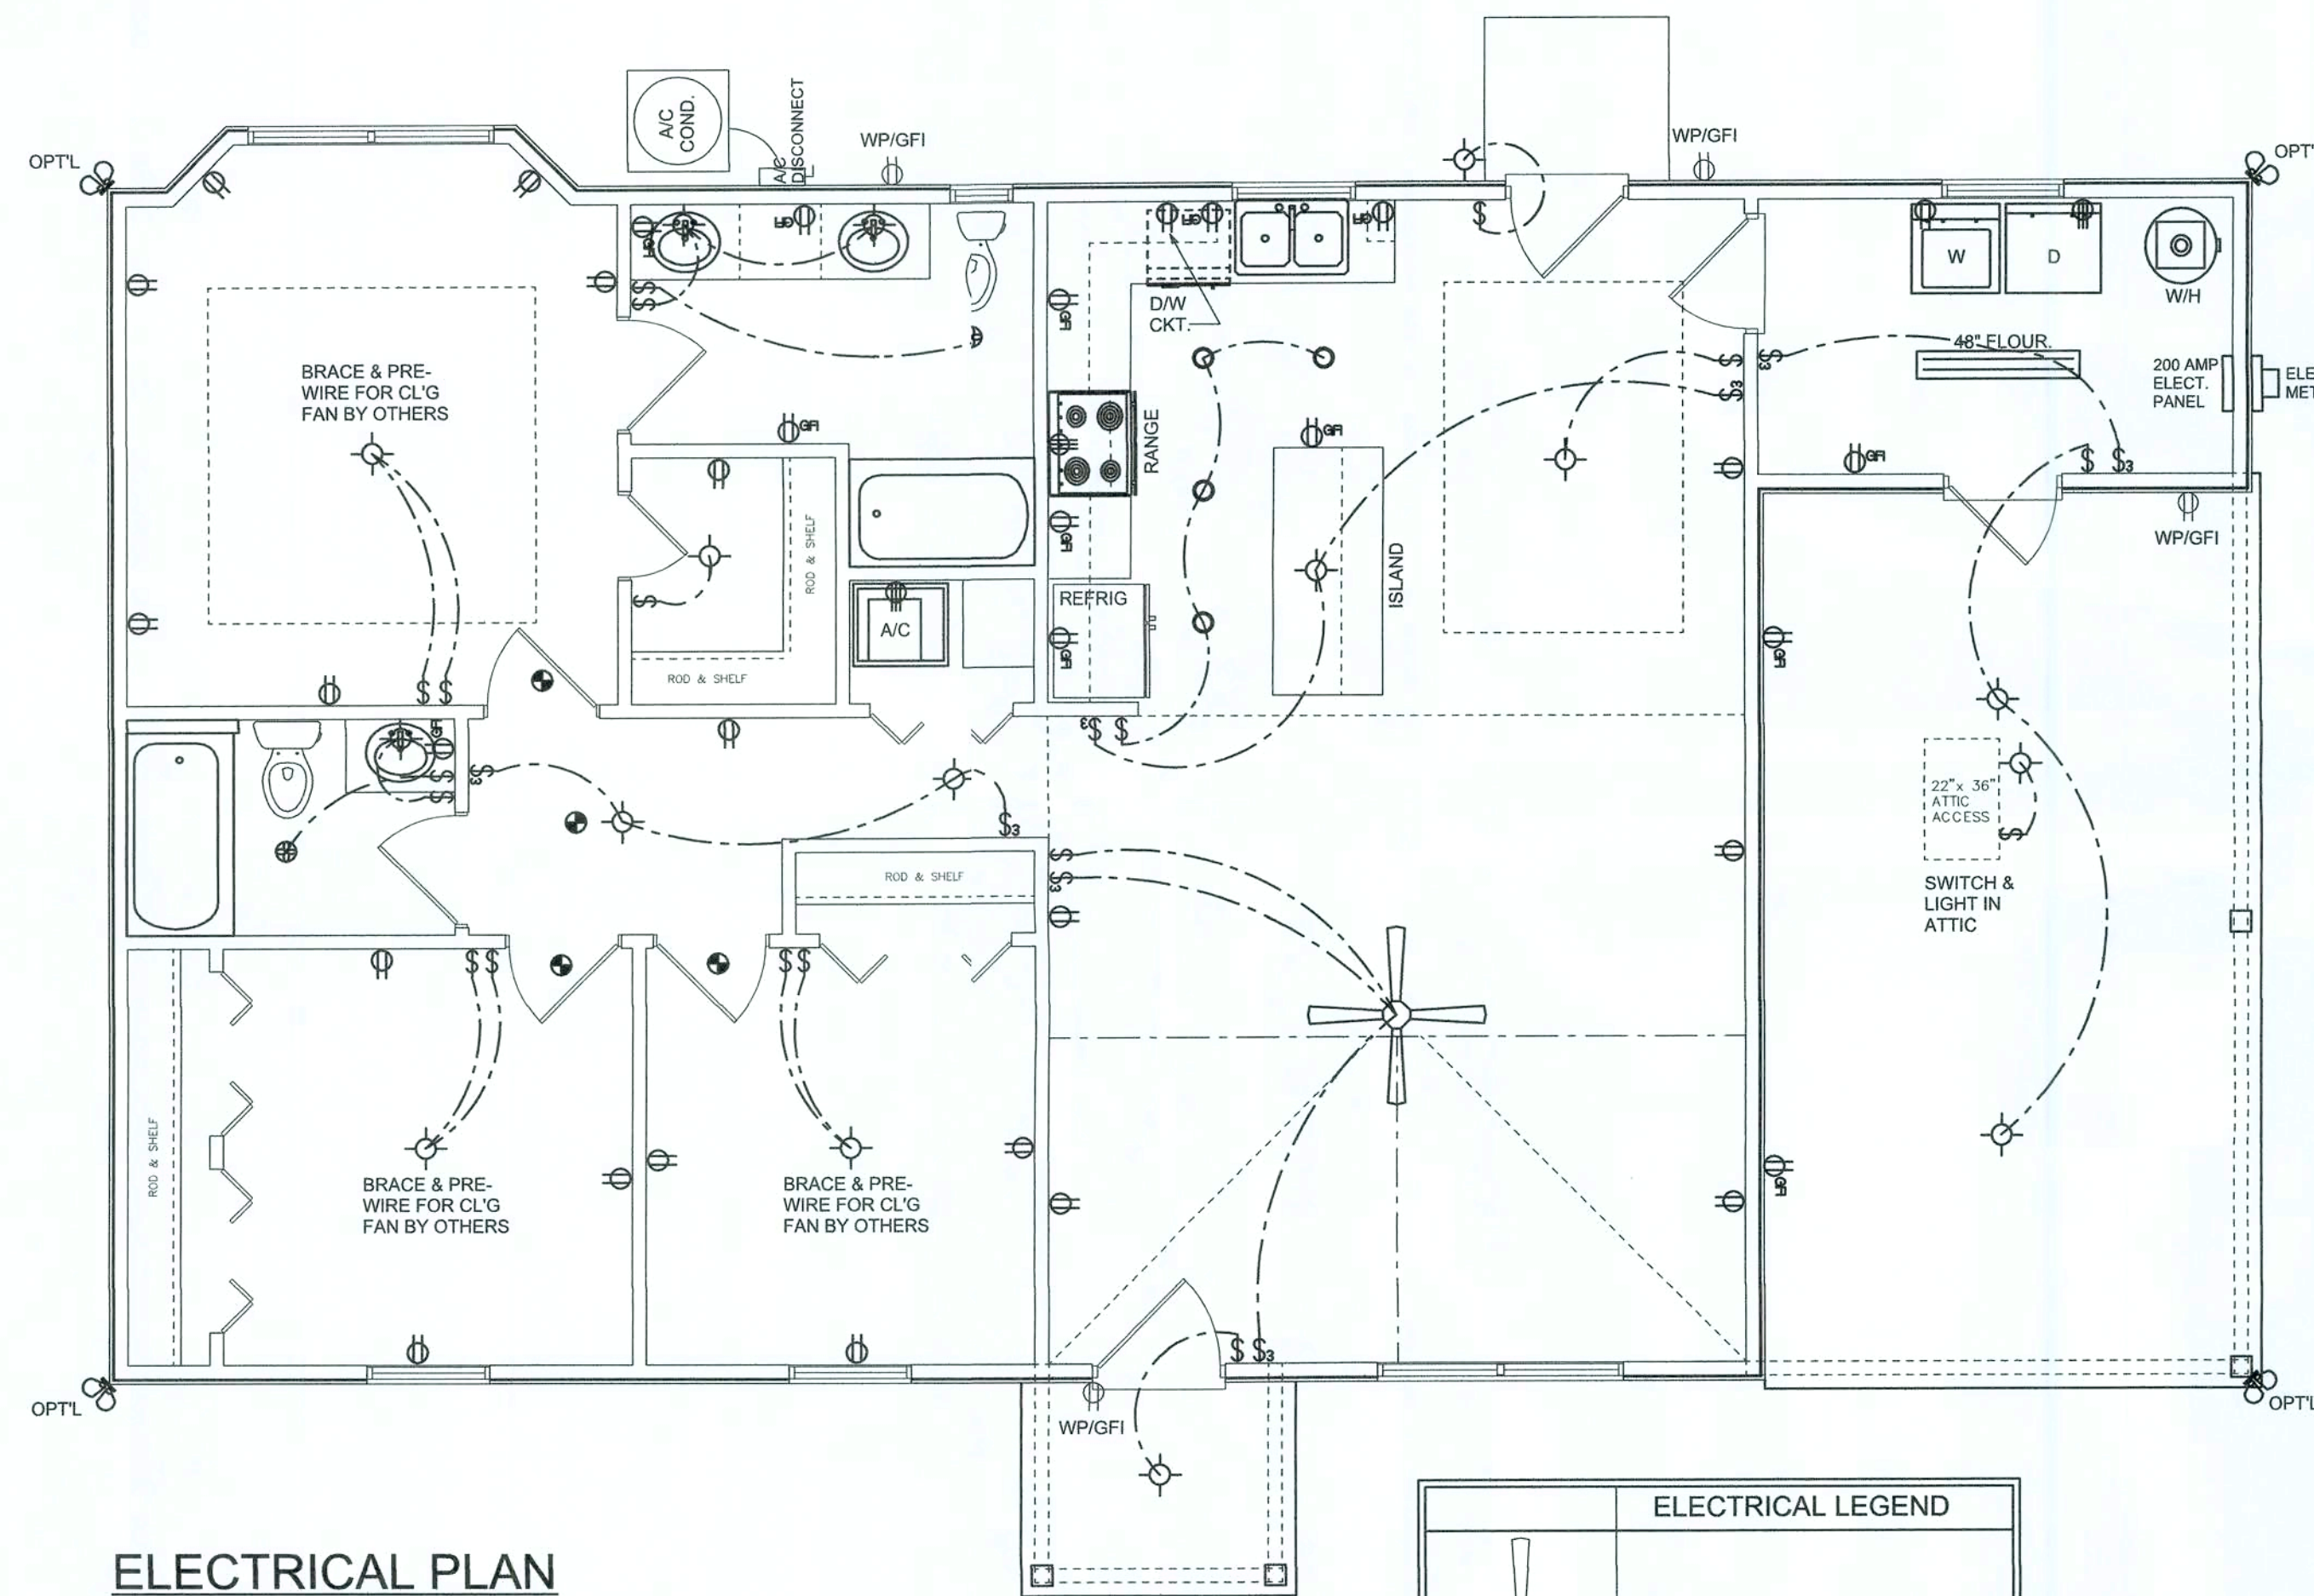 A/C
COND.
A/C
DISCONNECT
WP/GFI
WP/GFI
OPT'L
OPT'
GFI
GFI
GFI
GFI
W
D
W/H
D/W
CKT.
GFI
48" FLOUR.
200 AMP
ELECT.
PANEL
ELE
MET
BRACE & PRE-
WIRE FOR CL'G
FAN BY OTHERS
$
$
$
$
$3
$3
RANGE
GFI
GFI
GFI
$
$3
WP/GFI
ROD & SHELF
GFI
ISLAND
A/C
REFRIG
GFI
GFI
$
ROD & SHELF
$
$
$3
$
GFI
$
$
$3
22"x 36"
ATTIC
ACCESS
$
$3
SWITCH &
LIGHT IN
ATTIC
$
$3
ROD & SHELF
$
$
$
$
ROD & SHELF
BRACE & PRE-
WIRE FOR CL'G
FAN BY OTHERS
BRACE & PRE-
WIRE FOR CL'G
FAN BY OTHERS
GFI
$
$3
OPT'L
WP/GFI
OPT'L
ELECTRICAL LEGEND
ELECTRICAL PLAN